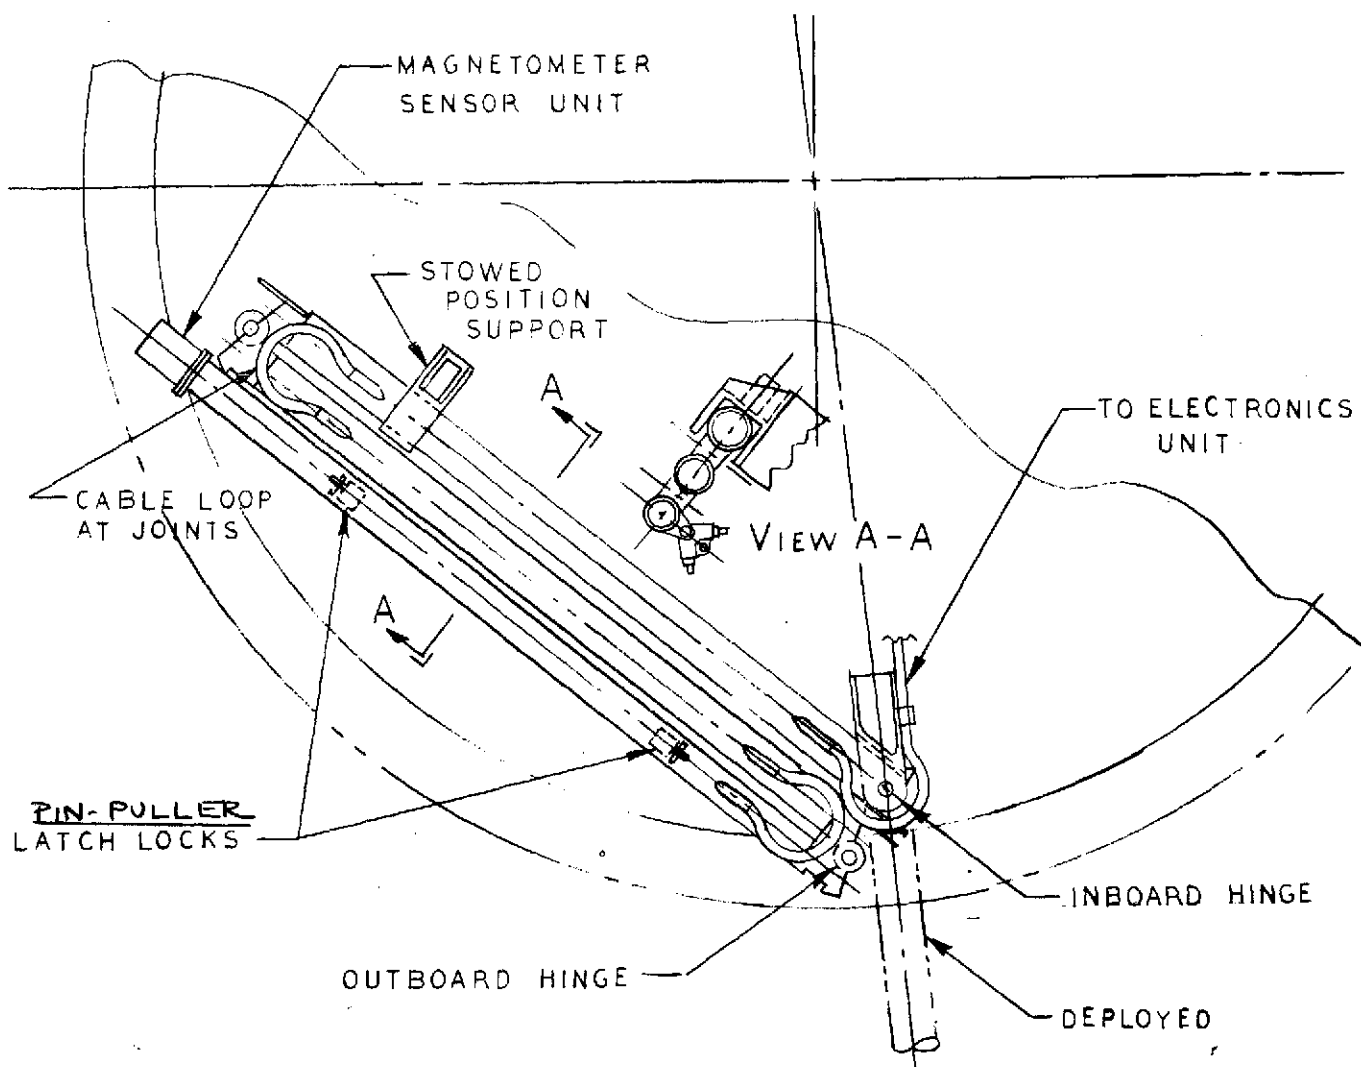 MAGNETOMETER
SENSOR UNIT
STOWED
POSITION
SUPPORT
A
TO ELECTRONICS
UNIT
CABLE LOOP
AT JOINTS
VIEW A-A
A
PIN-PULLER
LATCH LOCKS
INBOARD HINGE
OUTBOARD HINGE
DEPLOYED